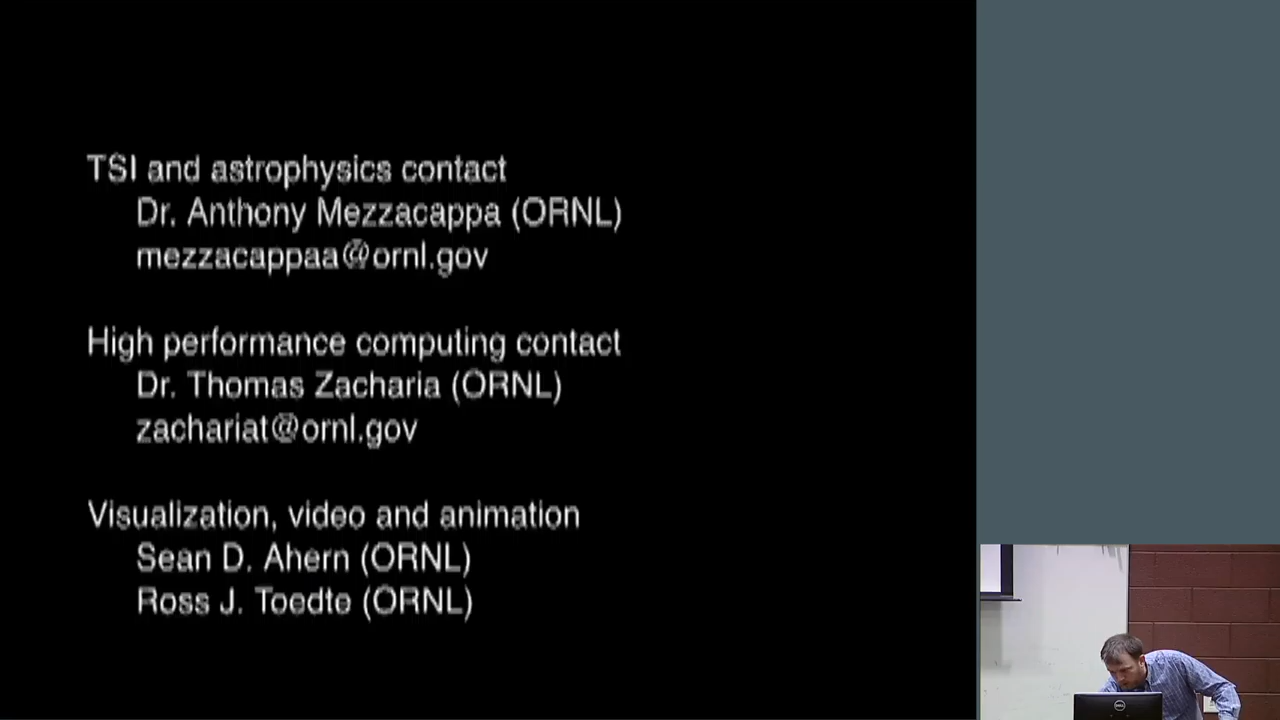 TSI and astrophysics contact
Dr. Anthony Mezzacappa (ORNL)
mezzacappaa@ornl.gov
High performance computing contact
Dr. Thomas Zacharia (ORNL)
zachariat@ornl.gov
Visualization, video and animation
Sean D. Ahern (ORNL)
Ross J. Toedte (ORNL)
DELL